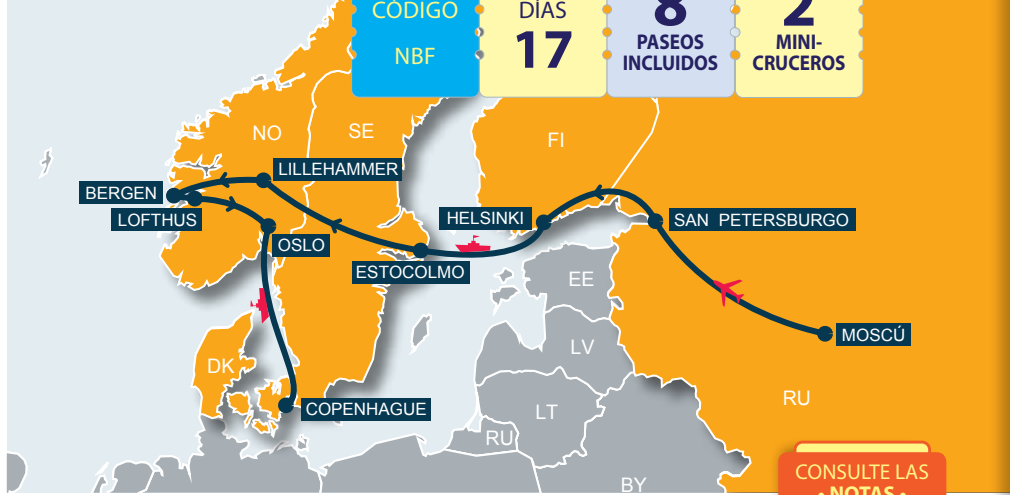 CÓDIGO
NBF
DÍAS
17
8
PASEOS
INCLUIDOS
2
MINI-
CRUCEROS
NO
SE
FI
LILLEHAMMER
BERGEN
LOFTHUS
HELSINKI
SAN PETERSBURGO
OSLO
ESTOCOLMO
EE
MOSCÚ
LV
DK
RU
COPENHAGUE
LT
RU
BY
CONSULTE LAS
• NOTAS •